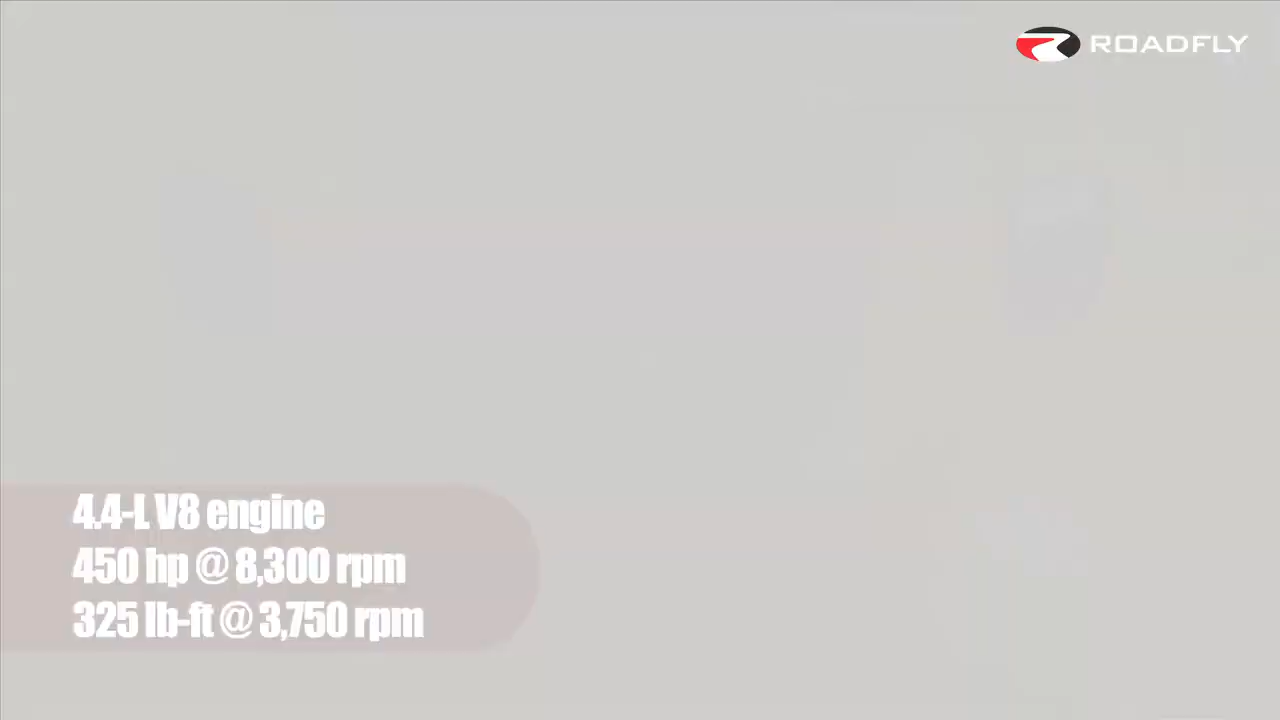 ROADFLY
4.4-L V8 engine
450 hp @ 8,300 rpm
325 lb-ft @ 3,750 rpm